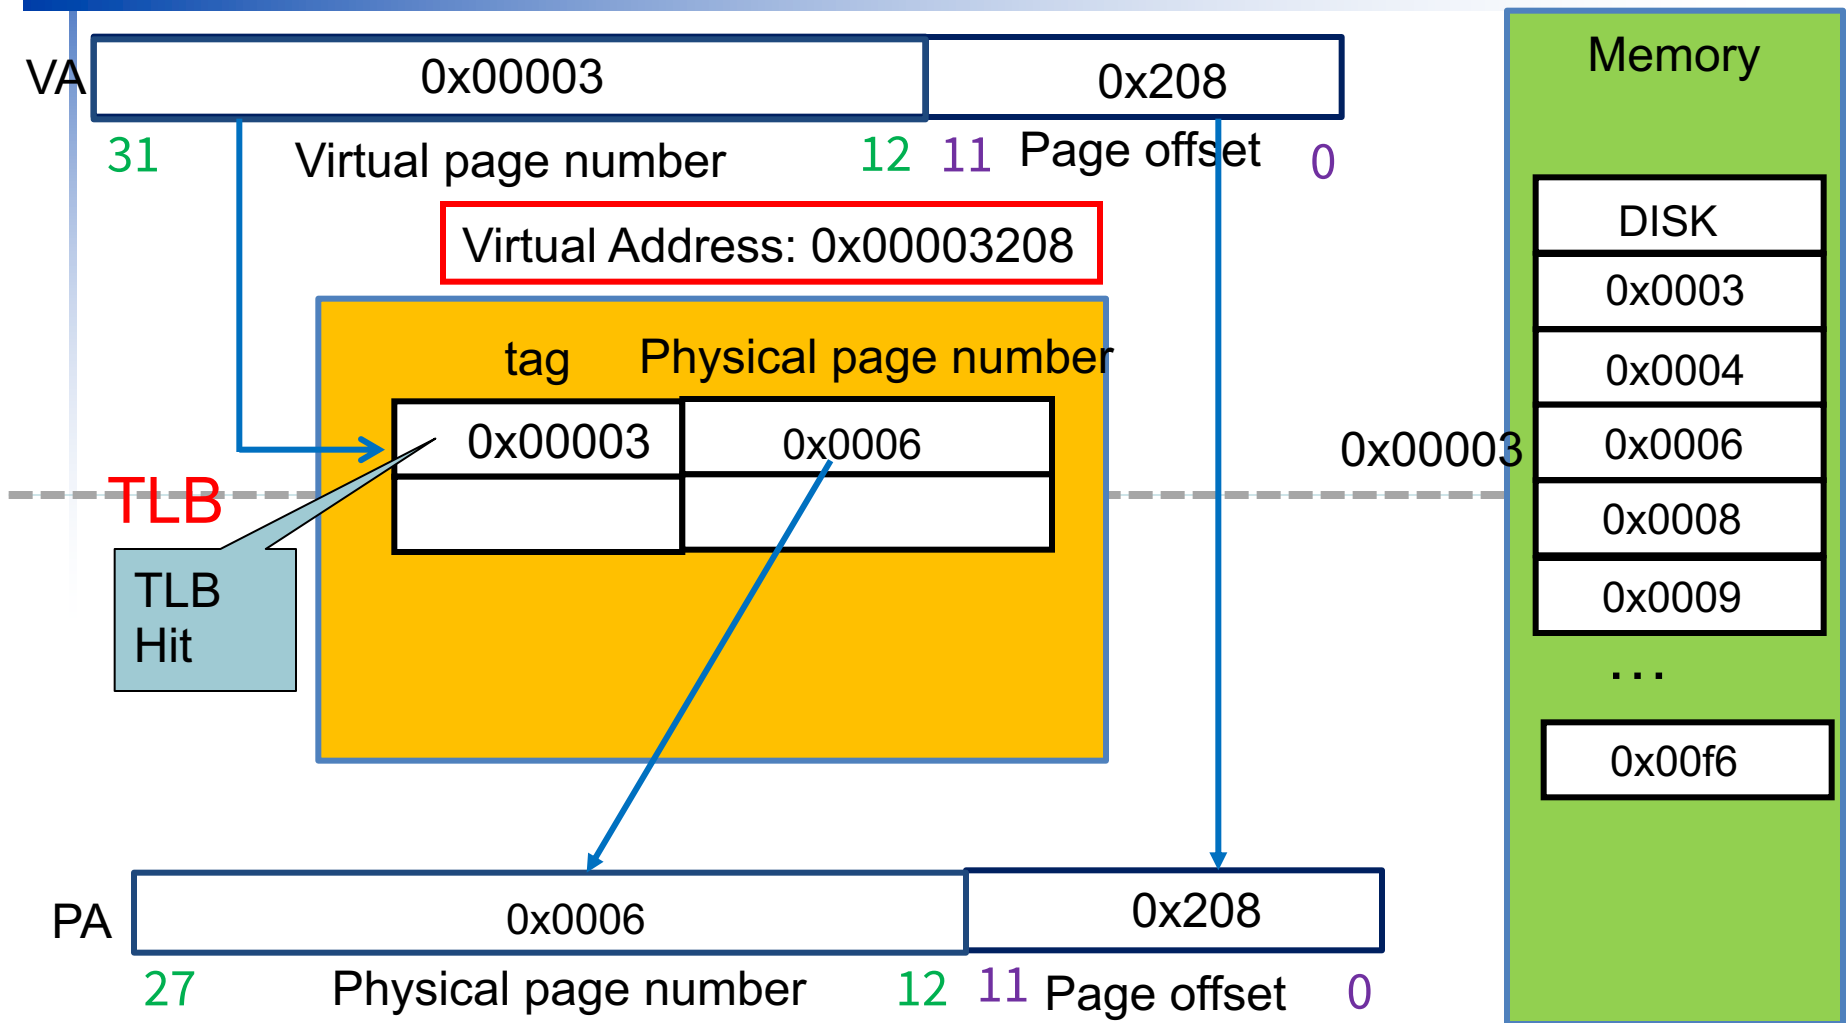 VA
0x00003
0x208
31
Virtual page number
12
11
Page offset
0
Virtual Address: 0x00003208
tag
Physical page number
0x00003
0x0006
TLB
TLB
Hit
PA
0x0006
0x208
27
Physical page number
12
11
Page offset
0
Memory
DISK
0x0003
0x0004
0x00003
0x0006
0x0008
0x0009
...
0x00f6